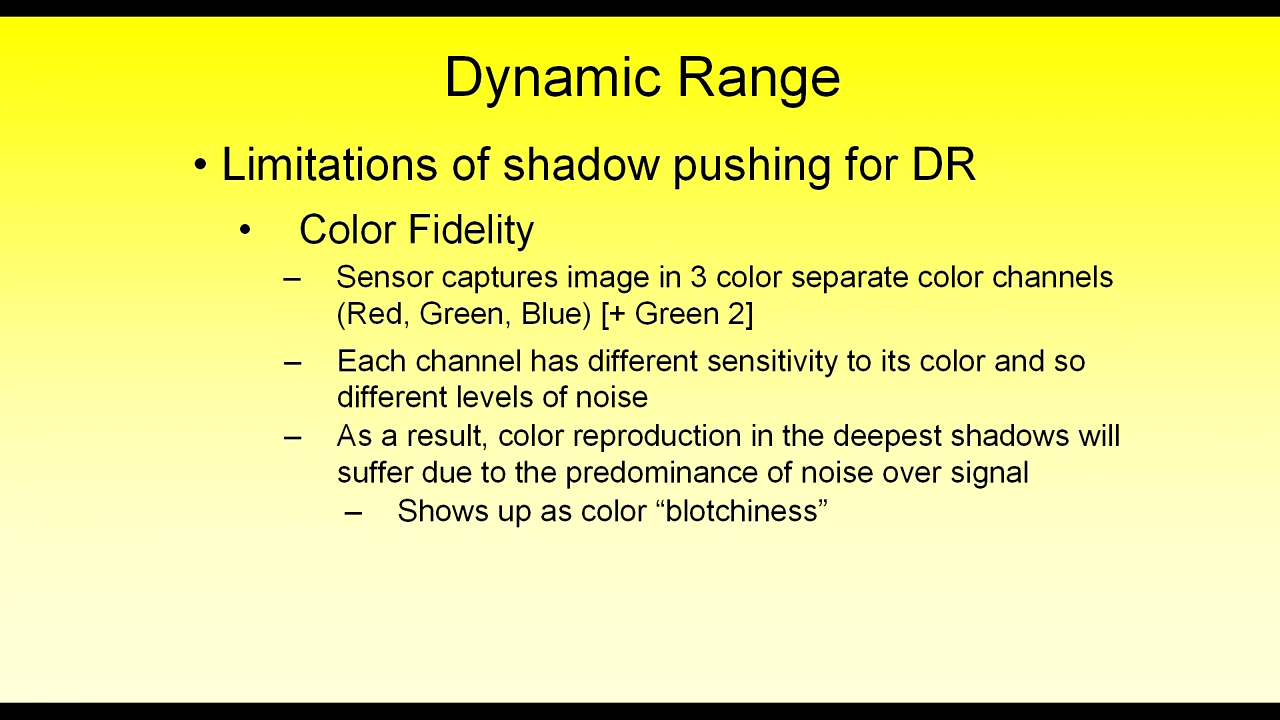 Dynamic Range
• Limitations of shadow pushing for DR
• Color Fidelity
– Sensor captures image in 3 color separate color channels
(Red, Green, Blue) [+ Green 2]
– Each channel has different sensitivity to its color and so
different levels of noise
– As a result, color reproduction in the deepest shadows will
suffer due to the predominance of noise over signal
– Shows up as color “blotchiness”